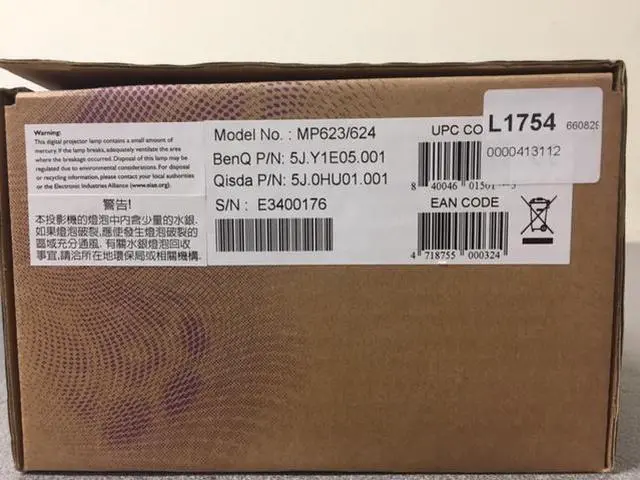 Warning:
This digital projector lamp contains a small amount of
mercury. If the lamp breaks, adequately ventilate the area
where the breakage occurred. Disposal of this lamp may be
regulated due to environmental considerations. For disposal
or recycling information, please contact your local authorities
or the Electronic Industries Alliance (www.eiae.org).
警告!
本投影機的燈泡中內含少量的水銀.
如果燈泡破裂,應使發生燈泡破裂的
區域充分通風. 有關水銀燈泡回收
事宜,請洽所在地環保局或相關機構.
Model No. : MP623/624
BenQ P/N: 5J.Y1E05.001
Qisda P/N: 5J.0HU01.001
S/N : E3400176
UPC CO
8 40046
EAN CODE
4 718755 000324
L1754
0000413112